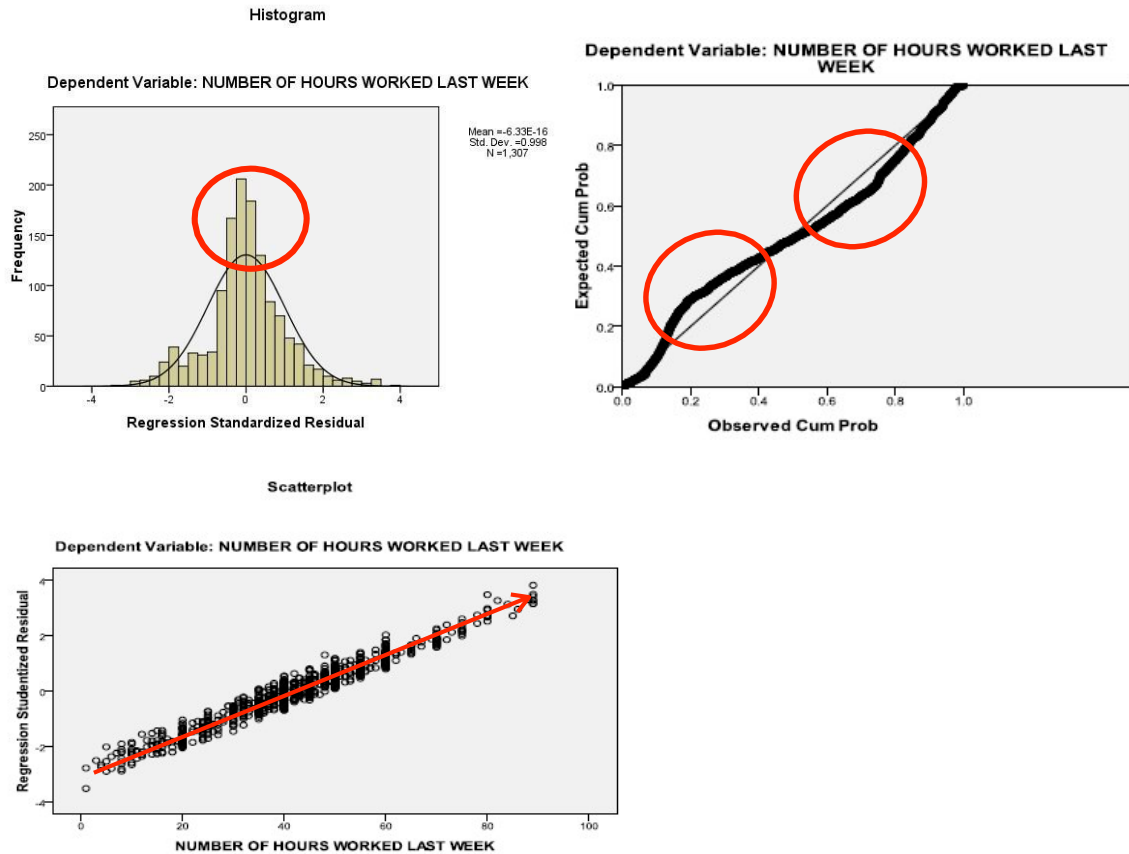 Histogram
Dependent Variable: NUMBER OF HOURS WORKED LAST WEEK
Mean =-6.33E-16
Std. Dev. =0.998
N =1,307
Frequency
250
200
150
100
50
0
-4 -2 0 2 4
Regression Standardized Residual
Dependent Variable: NUMBER OF HOURS WORKED LAST
WEEK
Expected Cum Prob
1.0
0.8
0.6
0.4
0.2
0.0
0.0 0.2 0.4 0.6 0.8 1.0
Observed Cum Prob
Scatterplot
Dependent Variable: NUMBER OF HOURS WORKED LAST WEEK
Regression Studentized Residual
4
2
0
-2
-4
0 20 40 60 80 100
NUMBER OF HOURS WORKED LAST WEEK